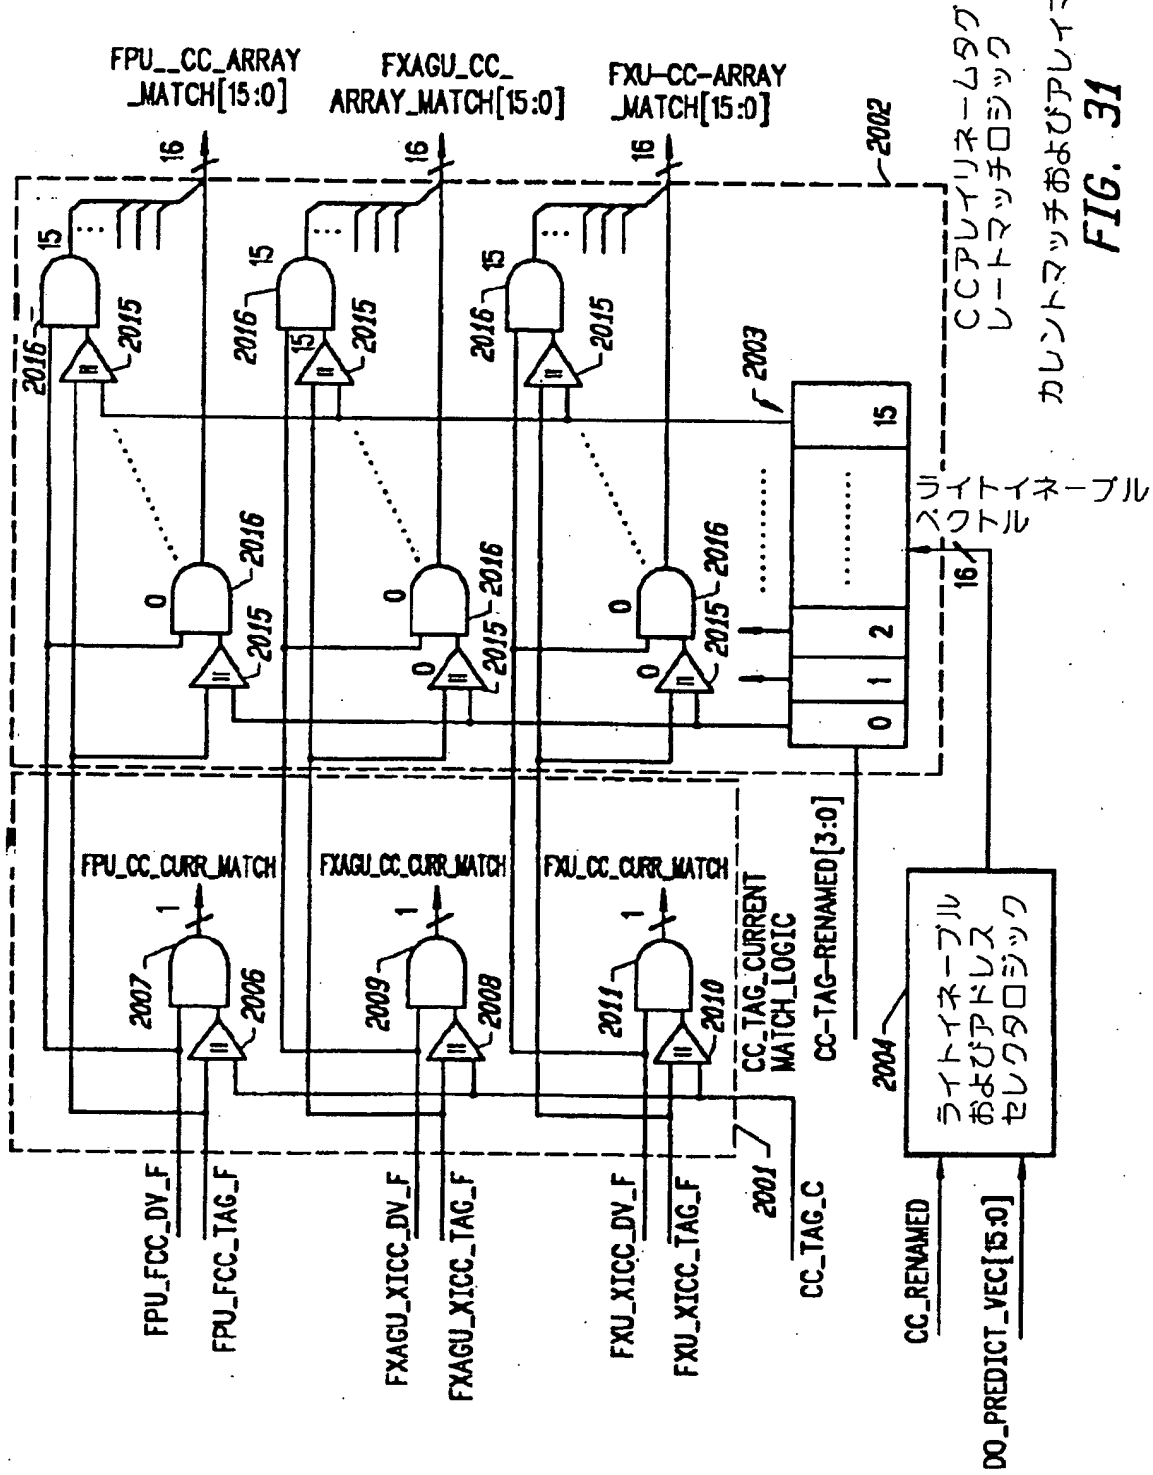 FPU__CC_ARRAY
_MATCH[15:0]
FXAGU_CC_
ARRAY_MATCH[15:0]
FXU-CC-ARRAY
_MATCH[15:0]
16
16
16
2002
15
15
15
2016
2016
2016
2015
15
2015
2015
2003
0
2016
2015
0
2016
0
2015
0
2016
0
2015
0
1
2
15
ライトイネーブル
ベクトル
16
FPU_CC_CURR_MATCH
FXAGU_CC_CURR_MATCH
FXU_CC_CURR_MATCH
1
1
1
2007
2006
2009
2008
2011
2010
CC_TAG_CURRENT
MATCH_LOGIC
CC-TAG-RENAMED[3:0]
2004
ライトイネーブル
およびアドレス
セレクタロジック
FPU_FCC_DV_F
FPU_FCC_TAG_F
FXAGU_XICC_DV_F
FXAGU_XICC_TAG_F
FXU_XICC_DV_F
FXU_XICC_TAG_F
2001
CC_TAG_C
CC_RENAMED
DO_PREDICT_VEC[15:0]
CCアレイリネームタグ
レートマッチロジック
カレントマッチおよびアレイ
FIG. 31